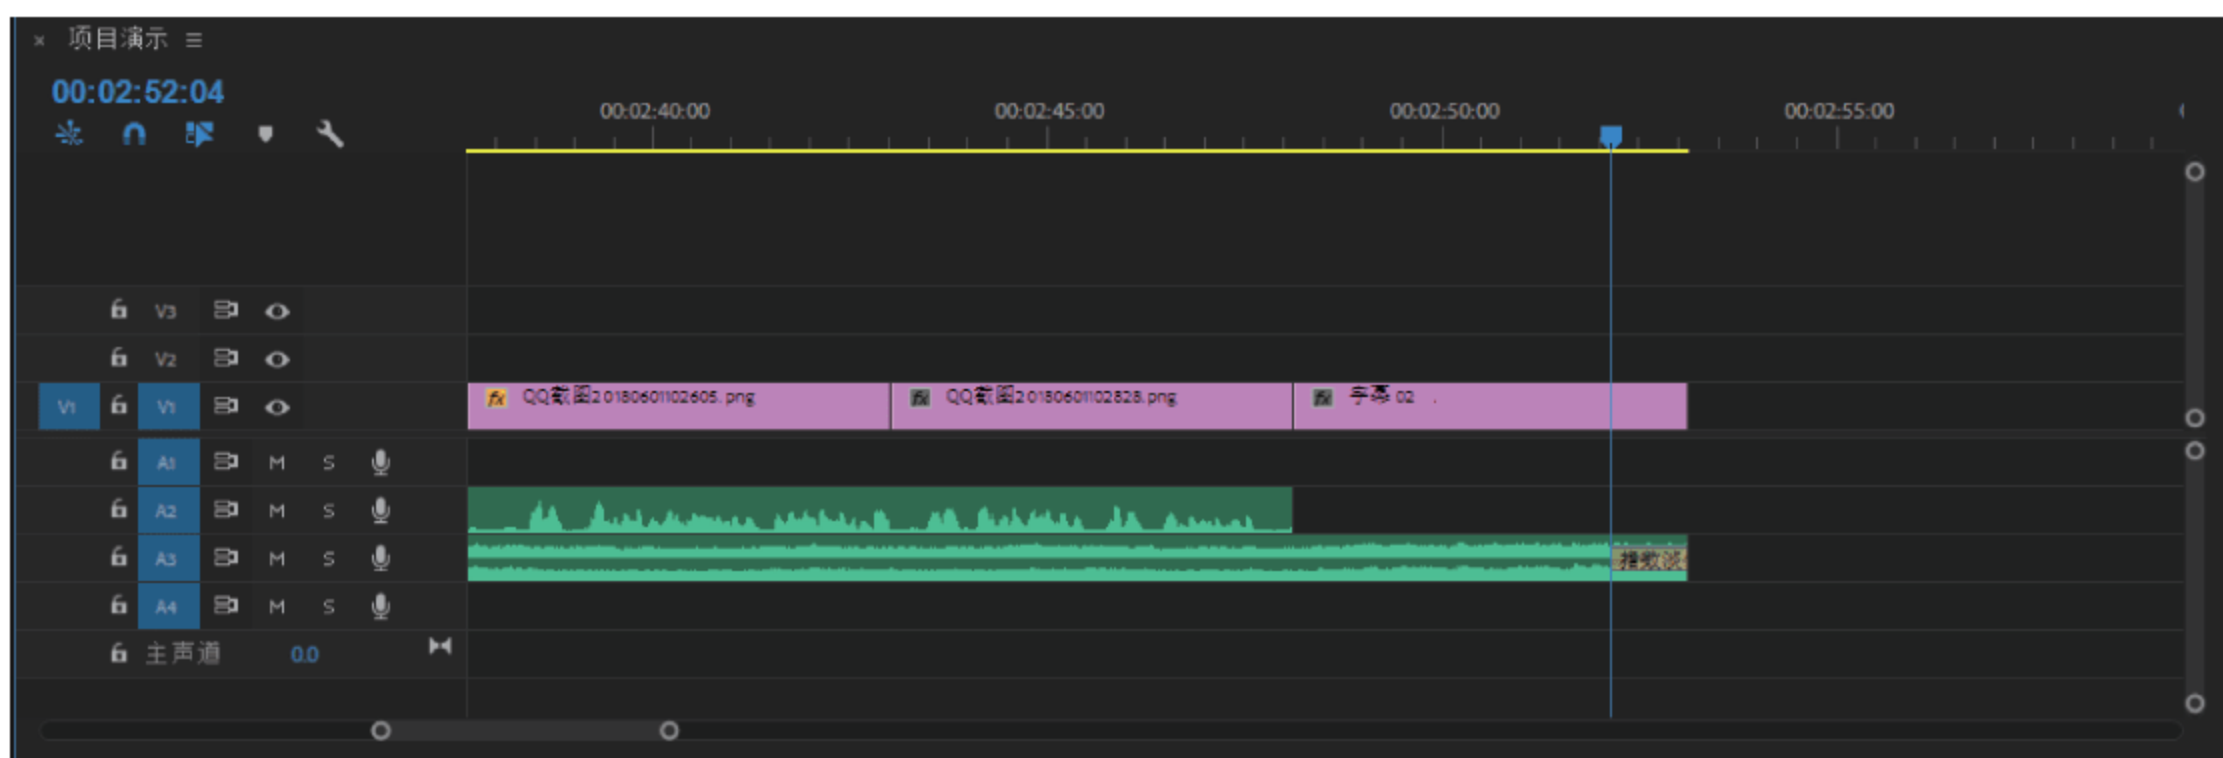 × 项目演示 ≡
00:02:52:04
00:02:40:00 00:02:45:00 00:02:50:00 00:02:55:00
V3
V2
V1 V1 fx QQ截图20180601102605.png fx QQ截图20180601102828.png fx 字幕 02
A1 M S
A2 M S
A3 M S
A4 M S
主声道 0.0